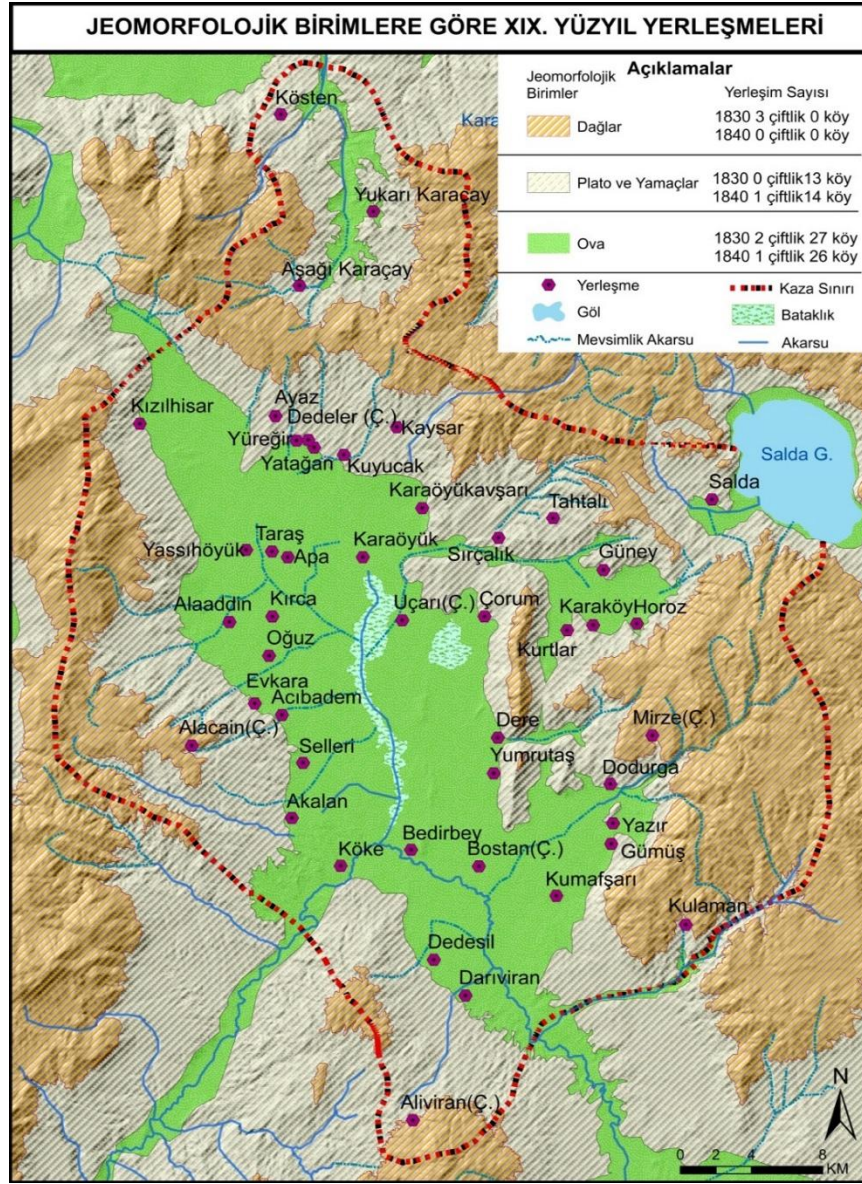 JEOMORFOLOJİK BİRİMLERE GÖRE XIX. YÜZYIL YERLEŞMELERİ
Açıklamalar
Jeomorfolojik
Birimler
Yerleşim Sayısı
Dağlar
1830 3 çiftlik 0 köy
1840 0 çiftlik 0 köy
Plato ve Yamaçlar
1830 0 çiftlik13 köy
1840 1 çiftlik14 köy
Ova
1830 2 çiftlik 27 köy
1840 1 çiftlik 26 köy
Yerleşme
Kaza Sınırı
Göl
Bataklık
Mevsimlik Akarsu
Akarsu
Kösten
Kara
Yukarı Karaçay
Aşağı Karaçay
Ayaz
Kızılhisar
Dedeler (Ç.)
Kaysar
Yüreğir
Yatağan
Kuyucak
Salda G.
Salda
Karaöyükavşarı
Tahtalı
Taraş
Karaöyük
Sırçalık
Yassıhöyük
Apa
Güney
Alaaddin
Kırca
Uçarı(Ç.)
Çorum
Karaköy
Horoz
Oğuz
Kurtlar
Evkara
Acıbadem
Alacain(Ç.)
Dere
Mirze(Ç.)
Sellerl
Yumrutaş
Dodurga
Akalan
Yazır
Köke
Bedirbey
Bostan(Ç.)
Gümüş
Kumafşarı
Kulaman
Dedesil
Darıviran
Aliviran(Ç.)
N
0 4 8
KM